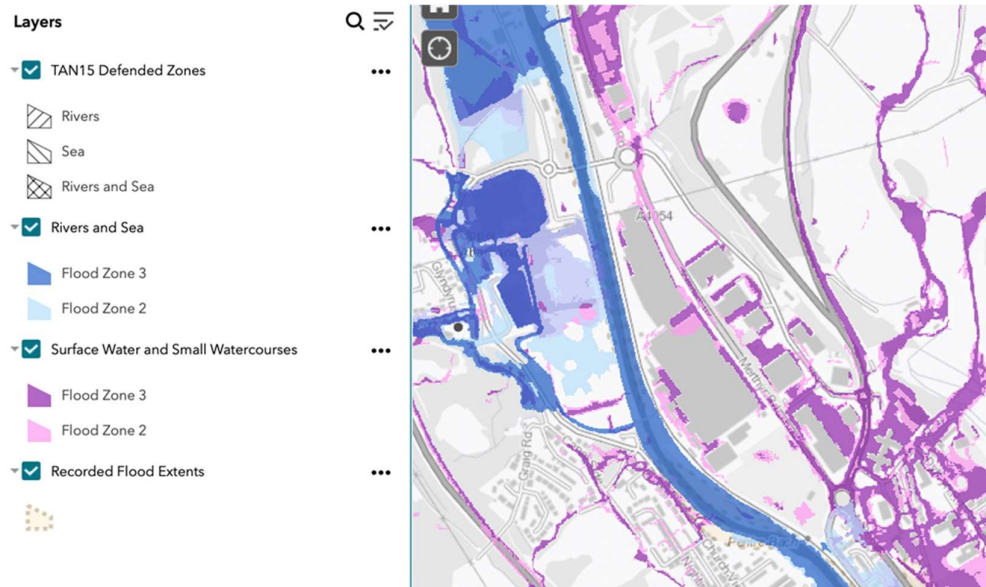 Layers
TAN15 Defended Zones
Rivers
Sea
Rivers and Sea
Rivers and Sea
Flood Zone 3
Flood Zone 2
Surface Water and Small Watercourses
Flood Zone 3
Flood Zone 2
Recorded Flood Extents
A4054
Graig Rd